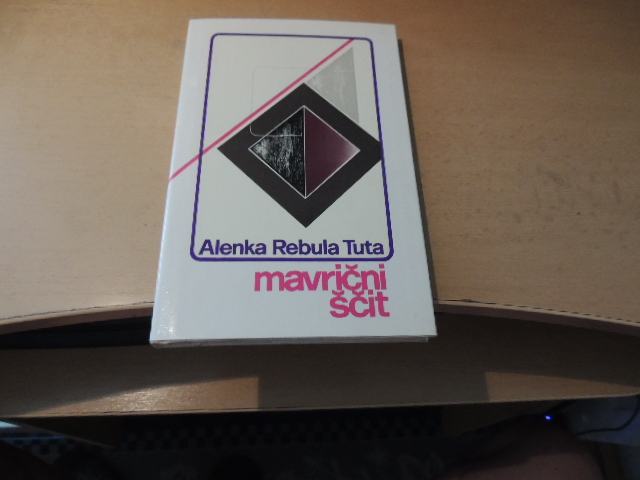 Alenka Rebula Tuta
mavrični
ščit